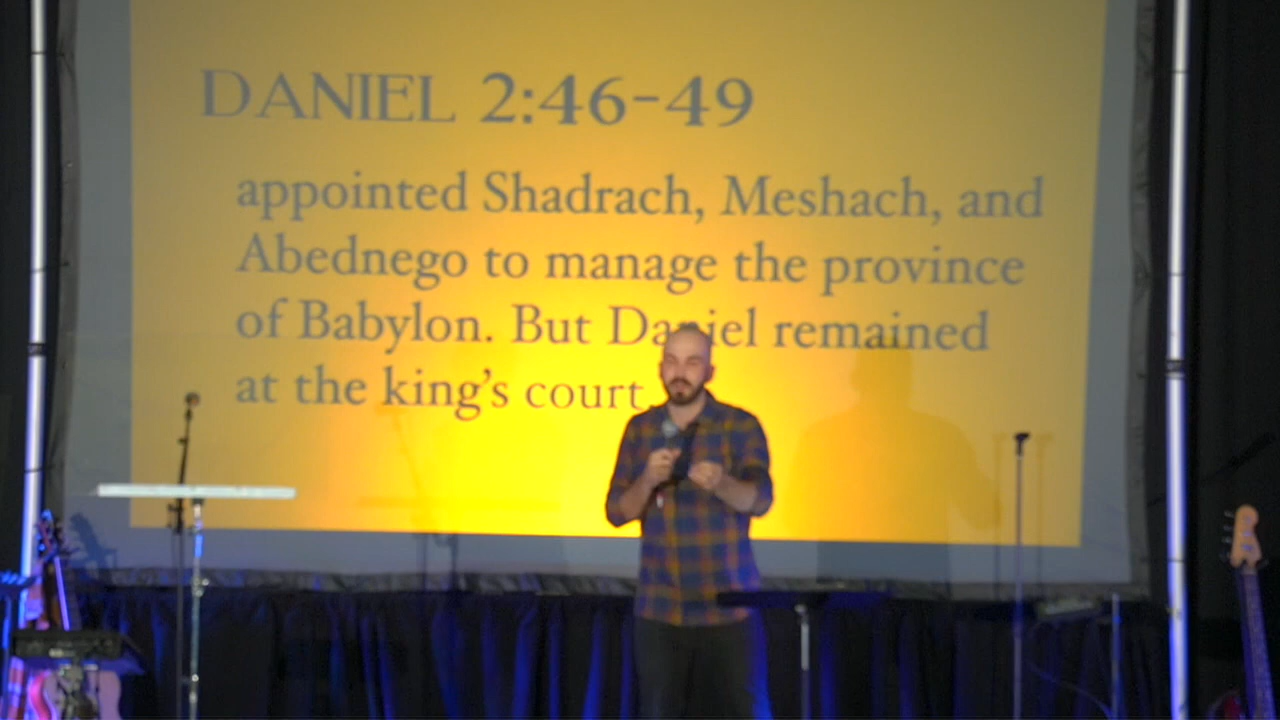 DANIEL 2:46-49
appointed Shadrach, Meshach, and
Abednego to manage the province
of Babylon. But Daniel remained
at the king's court.